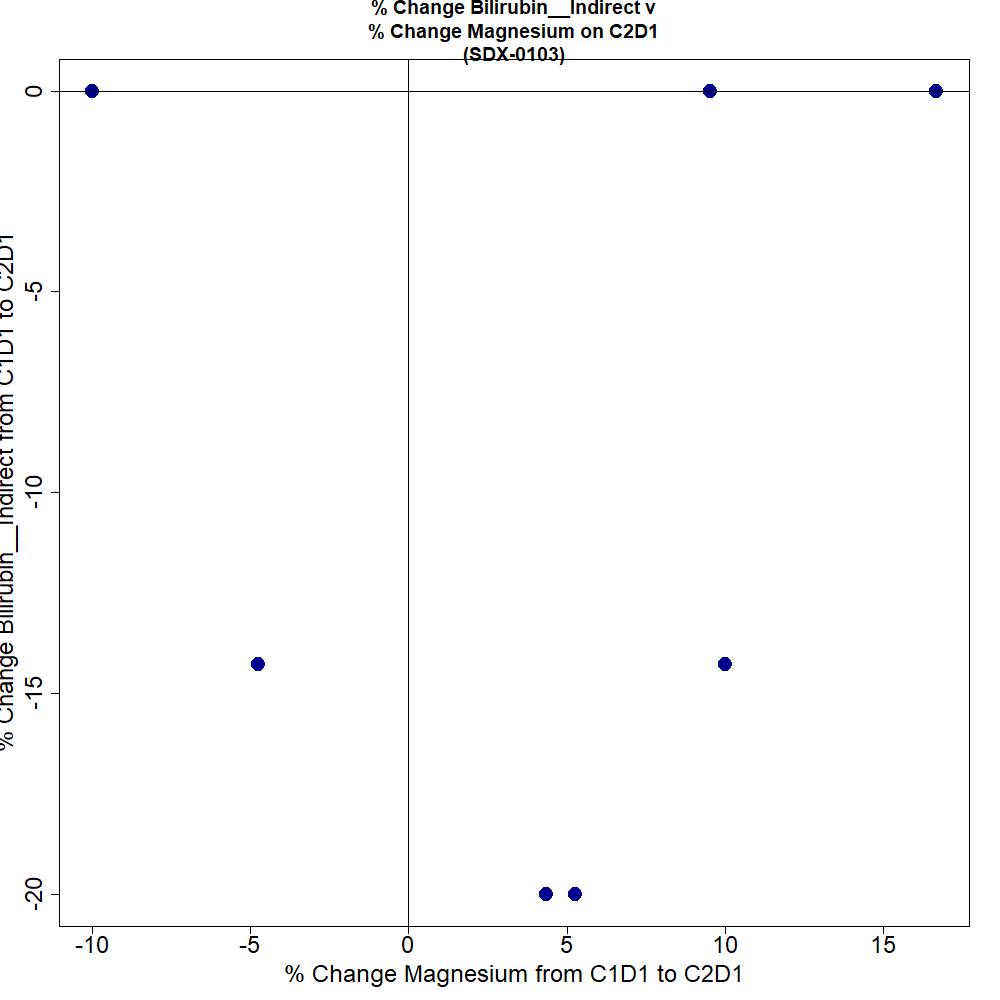 % Change Bilirubin__Indirect v
% Change Magnesium on C2D1
(SDX-0103)
% Change Bilirubin__Indirect from C1D1 to C2D1
0
-5
-10
-15
-20
-10
-5
0
5
10
15
% Change Magnesium from C1D1 to C2D1